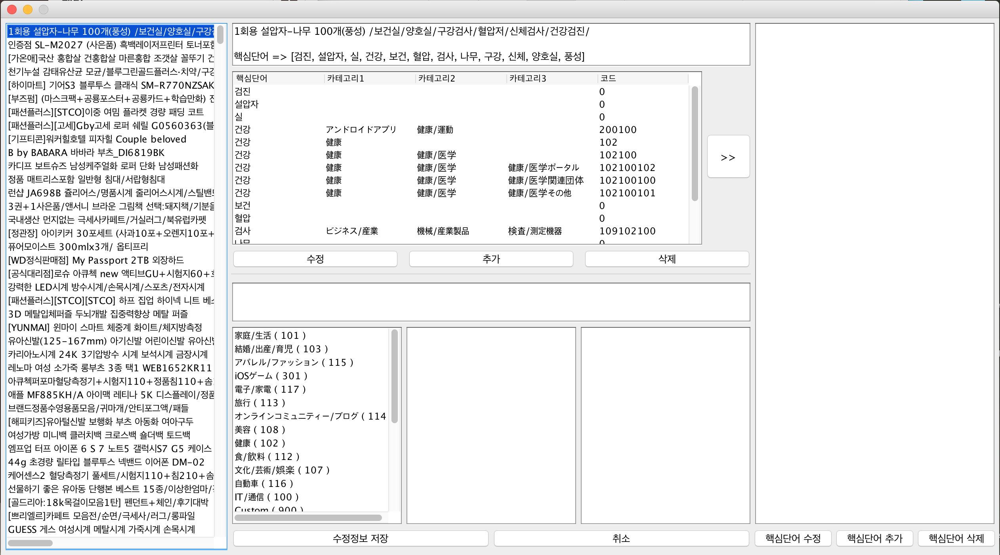 1회용 설압자-나무 100개(풍성) /보건실/양호실/구강
인증점 SL-M2027 (사은품) 흑백레이저프린터 토너포함
[가온애]국산 홍합살 건홍합살 마른홍합 조갯살 꼴뚜기 건
천기누설 감태유산균 모균/블루그린골드플러스·치약/구강
[하이마트] 기어S3 블루투스 클래식 SM-R770NZSAK
[부즈펌] (마스크팩+공룡포스터+공룡카드+학습만화) 전
[패션플러스][STCO]이중 여밈 플라켓 경량 패딩 코트
[패션플러스][고세]Gby고세 로퍼 쉐릴 G0560363(블
[기프티콘]워커힐호텔 피자힐 Couple beloved
B by BABARA 바바라 부츠_DI6819BK
카디프 보트슈즈 남성케주얼화 로퍼 단화 남성패션화
정품 매트리스포함 일반형 침대/서랍형침대
런샵 JA698B 쥴리어스/명품시계 줄리어스시계/스틸밴드
3권+1사은품/앤서니 브라운 그림책 선택:돼지책/기분을
국내생산 먼지없는 극세사카페트/거실러그/북유럽카펫
[정관장] 아이키커 30포세트 (사과10포+오렌지10포+
퓨어모이스트 300mlx3개/ 옵티프리
[WD정식판매점] My Passport 2TB 외장하드
[공식대리점]로슈 아큐첵 new 액티브GU+시험지60+
강력한 LED시계 방수시계/손목시계/스포츠/전자시계
[패션플러스][STCO][STCO] 하프 집업 하이넥 니트 베스
3D 메탈입체퍼즐 두뇌개발 집중력향상 메탈 퍼즐
[YUNMAI] 윈마이 스마트 체중계 화이트/체지방측정
유아신발(125-167mm) 아기신발 어린이신발 유아신발
카리아노시계 24K 3기압방수 시계 보석시계 금장시계
레노마 여성 소가죽 롱부츠 3종 택1 WEB1652KR11
아큐첵퍼포마혈당측정기+시험지110+정품침110+솜
애플 MF885KH/A 아이맥 레티나 5K 디스플레이/정품
브랜드정품수영용품모음/귀마개/안티포그액/패들
[해피키즈]유아털신발 보행화 부츠 아동화 여아구두
여성가방 미니백 클러치백 크로스백 숄더백 토드백
엠프업 터프 아이폰 6 S 7 노트5 갤럭시S7 G5 케이스
44g 초경량 릴타입 블루투스 넥밴드 이어폰 DM-02
케어센스2 혈당측정기 풀세트/시험지110+침210+솜
선물하기 좋은 유아동 단행본 베스트 15종/이상한엄마/
[골드리아:18k목걸이모음1탄] 펜던트+체인/후기대박
[쁘리엘르]카페트 모음전/순면/극세사/러그/롱파일
GUESS 게스 여성시계 메탈시계 가죽시계 손목시계
1회용 설압자-나무 100개(풍성) /보건실/양호실/구강검사/혈압저/신체검사/건강검진/
핵심단어 => [검진, 설압자, 실, 건강, 보건, 혈압, 검사, 나무, 구강, 신체, 양호실, 풍성]
핵심단어 카테고리1 카테고리2 카테고리3 코드
검진 0
설압자 0
실 0
건강 アンドロイドアプリ 健康/運動 200100
건강 健康 102
건강 健康 健康/医学 102100
건강 健康 健康/医学 健康/医学ポータル 102100102
건강 健康 健康/医学 健康/医学関連団体 102100100
건강 健康 健康/医学 健康/医学その他 102100101
보건 0
혈압 0
검사 ビジネス/産業 機械/産業製品 検査/測定機器 109102100
나무 0
>>
수정 추가 삭제
家庭/生活 ( 101 )
結婚/出産/育児 ( 103 )
アパレル/ファッション ( 115 )
iOSゲーム ( 301 )
電子/家電 ( 117 )
旅行 ( 113 )
オンラインコミュニティー/ブログ ( 114
美容 ( 108 )
健康 ( 102 )
食/飲料 ( 112 )
文化/芸術/娯楽 ( 107 )
自動車 ( 116 )
IT/通信 ( 100 )
Custom ( 900 )
수정정보 저장 취소 핵심단어 수정 핵심단어 추가 핵심단어 삭제